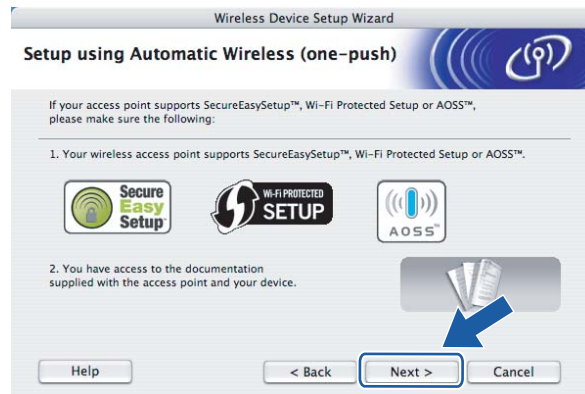 Wireless Device Setup Wizard
Setup using Automatic Wireless (one-push)
If your access point supports SecureEasySetup™, Wi-Fi Protected Setup or AOSS™,
please make sure the following:
1. Your wireless access point supports SecureEasySetup™, Wi-Fi Protected Setup or AOSS™.
Secure
Easy
Setup
WI-FI PROTECTED
SETUP
AOSS™
2. You have access to the documentation
supplied with the access point and your device.
Help
< Back
Next >
Cancel